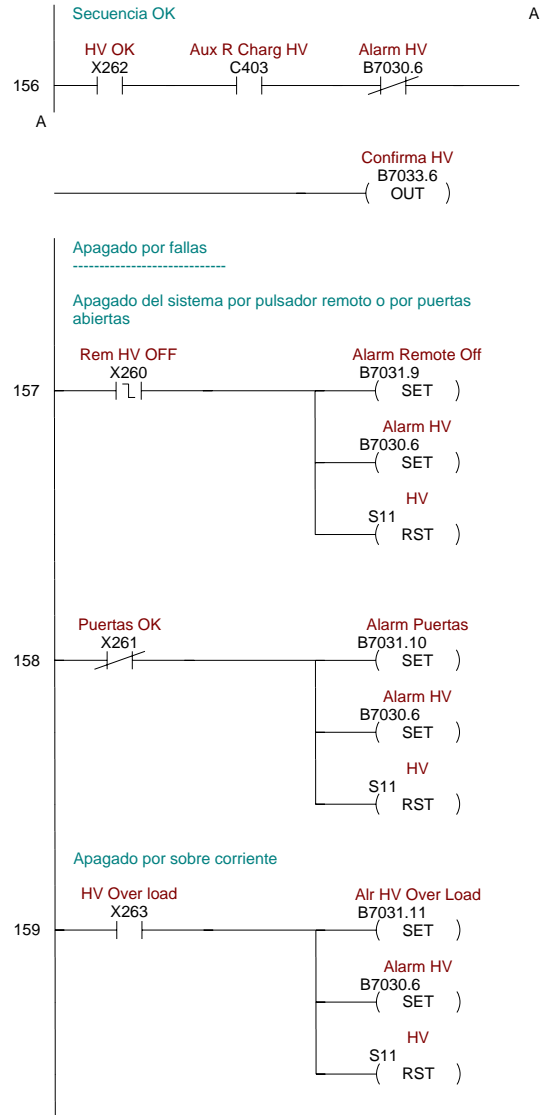 Secuencia OK
A
HV OK Aux R Charg HV Alarm HV
X262 C403 B7030.6
156
A
Confirma HV
B7033.6
( OUT )
Apagado por fallas
-----------------------------
Apagado del sistema por pulsador remoto o por puertas
abiertas
Rem HV OFF Alarm Remote Off
X260 B7031.9
157 ( SET )
Alarm HV
B7030.6
( SET )
HV
S11
( RST )
Puertas OK Alarm Puertas
X261 B7031.10
158 ( SET )
Alarm HV
B7030.6
( SET )
HV
S11
( RST )
Apagado por sobre corriente
HV Over load Alr HV Over Load
X263 B7031.11
159 ( SET )
Alarm HV
B7030.6
( SET )
HV
S11
( RST )